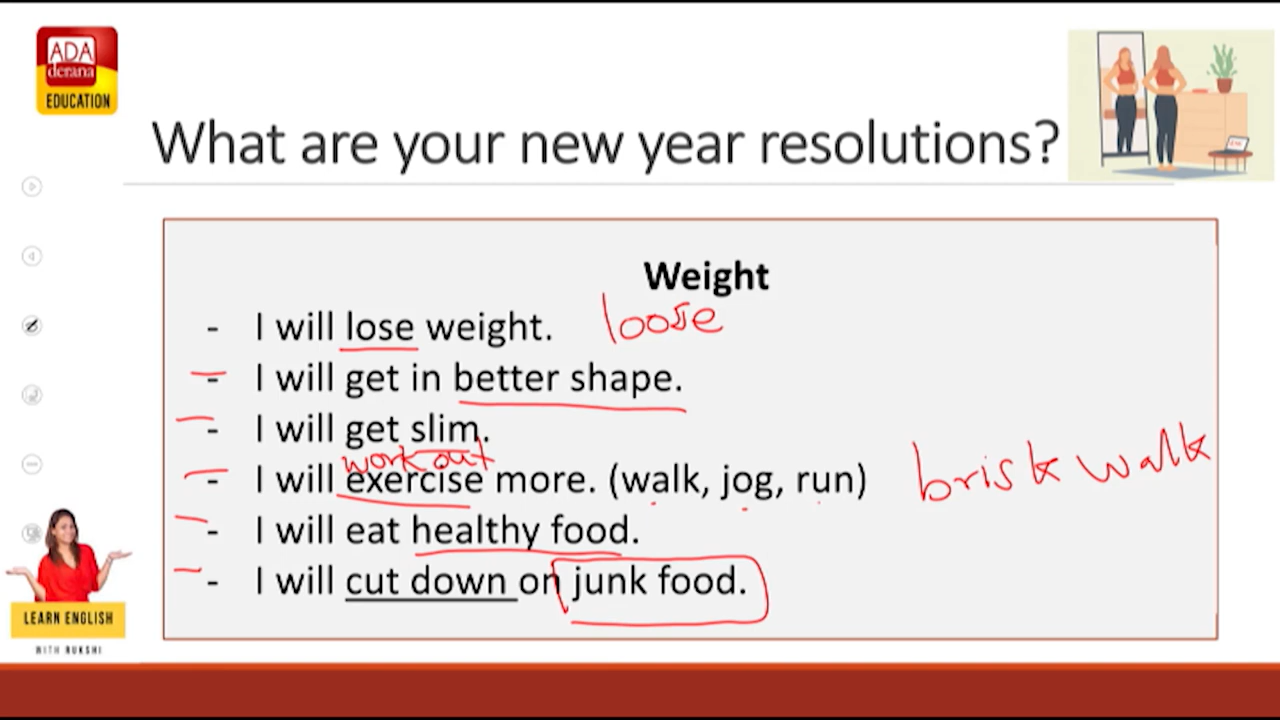 ADA
derana
EDUCATION
What are your new year resolutions?
Weight
- I will lose weight. loose
- I will get in better shape.
- I will get slim.
work out
- I will exercise more. (walk, jog, run) brisk walk
- I will eat healthy food.
- I will cut down on junk food.
LEARN ENGLISH
WITH RUKSHI